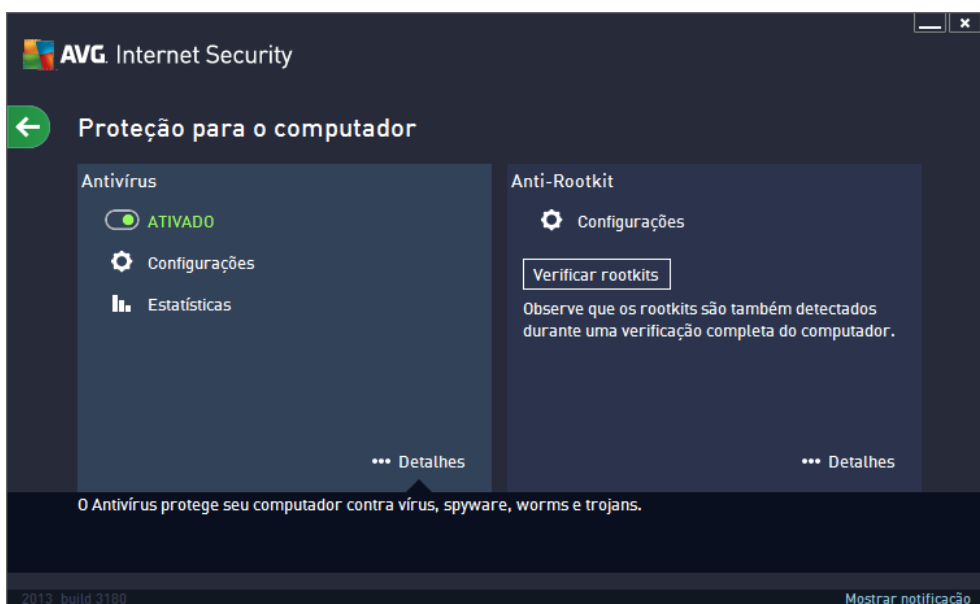 AVG. Internet Security
Proteção para o computador
Antivírus
ATIVADO
Configurações
Estatísticas
••• Detalhes
Anti-Rootkit
Configurações
Verificar rootkits
Observe que os rootkits são também detectados
durante uma verificação completa do computador.
••• Detalhes
O Antivírus protege seu computador contra vírus, spyware, worms e trojans.
2013 build 3180
Mostrar notificação